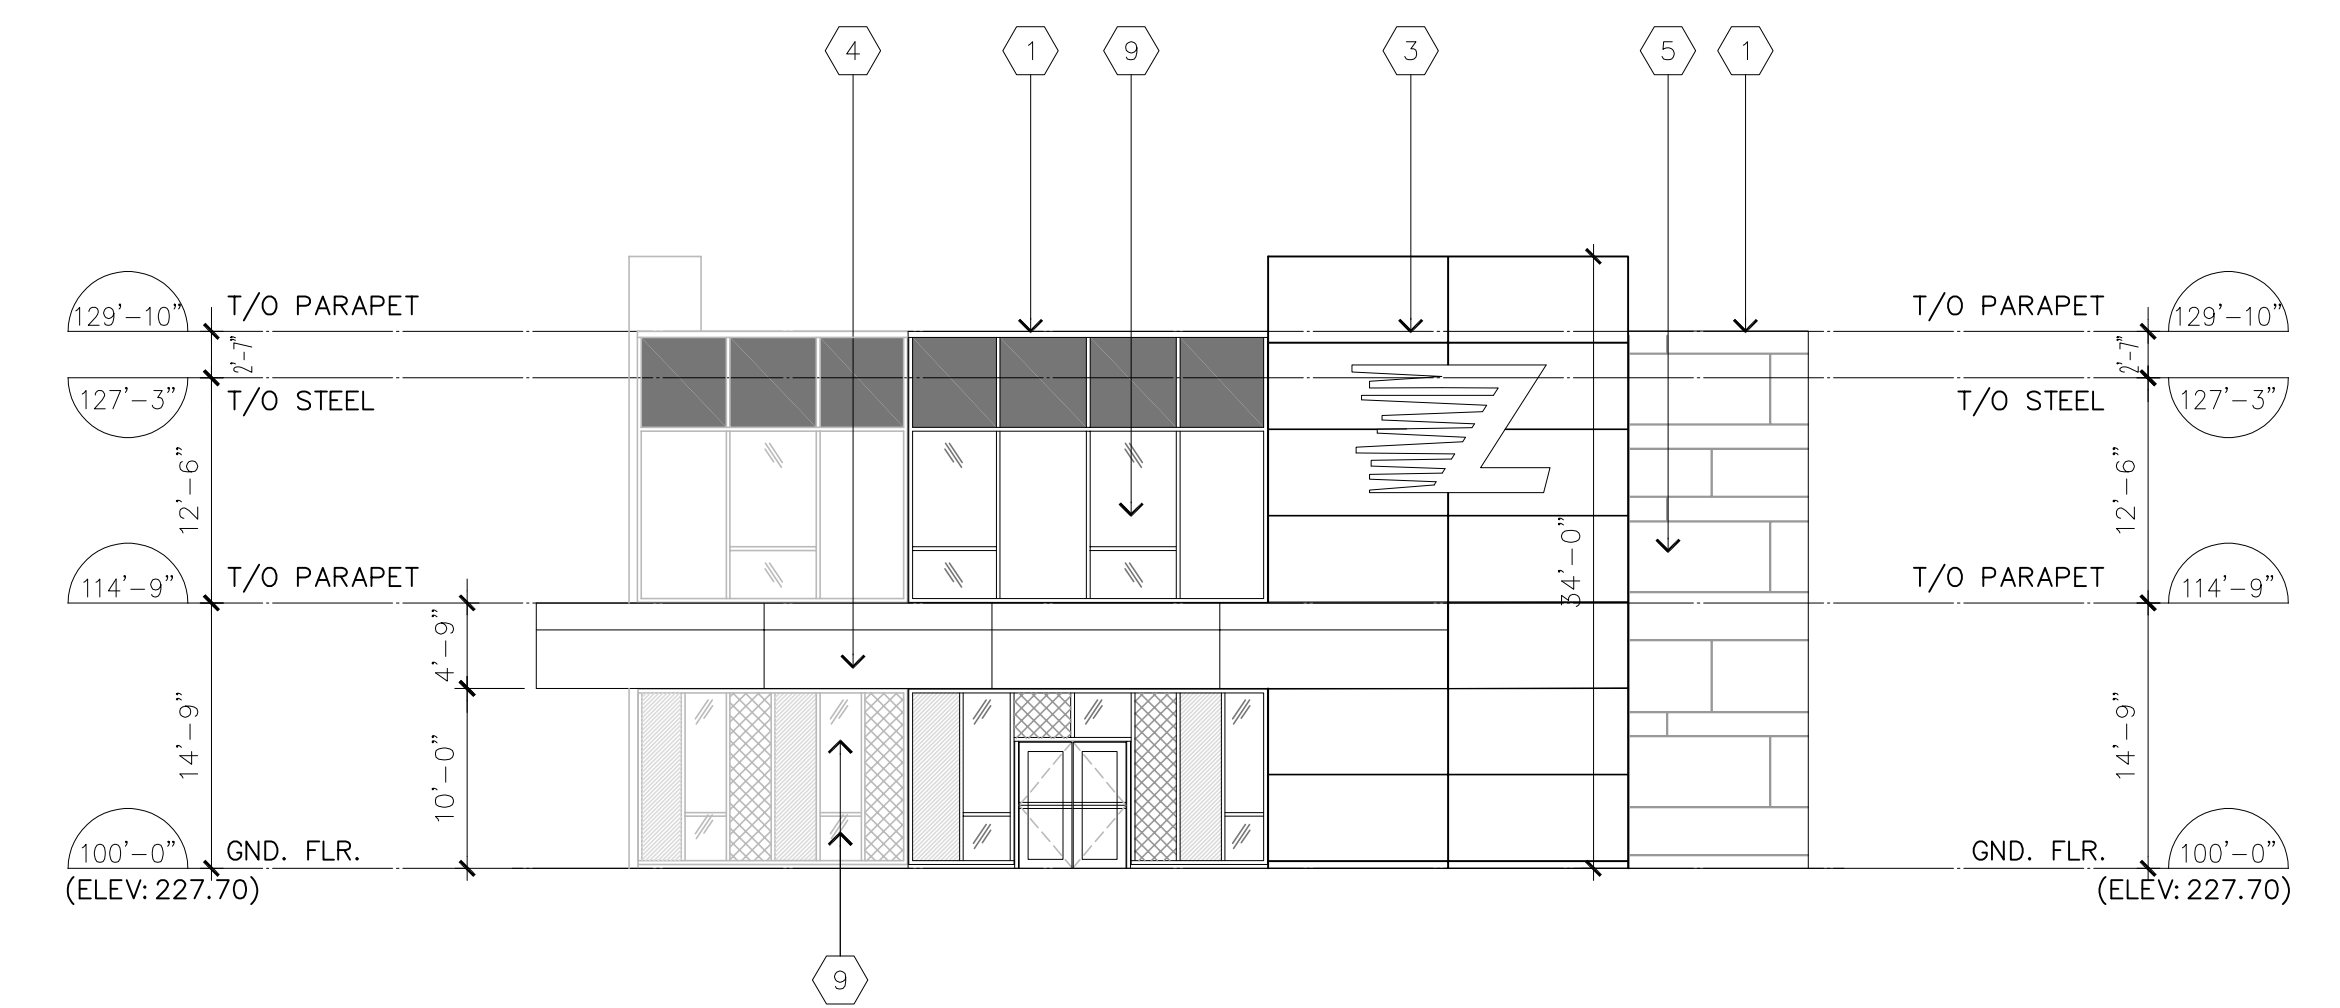 4 1 9 3 5 1
129'-10" T/O PARAPET T/O PARAPET 129'-10"
2'-7" 2'-7"
127'-3" T/O STEEL T/O STEEL 127'-3"
12'-6" 12'-6"
34'-0"
114'-9" T/O PARAPET T/O PARAPET 114'-9"
4'-9"
14'-9" 14'-9"
10'-0"
100'-0" GND. FLR. GND. FLR. 100'-0"
(ELEV: 227.70) (ELEV: 227.70)
9
Z